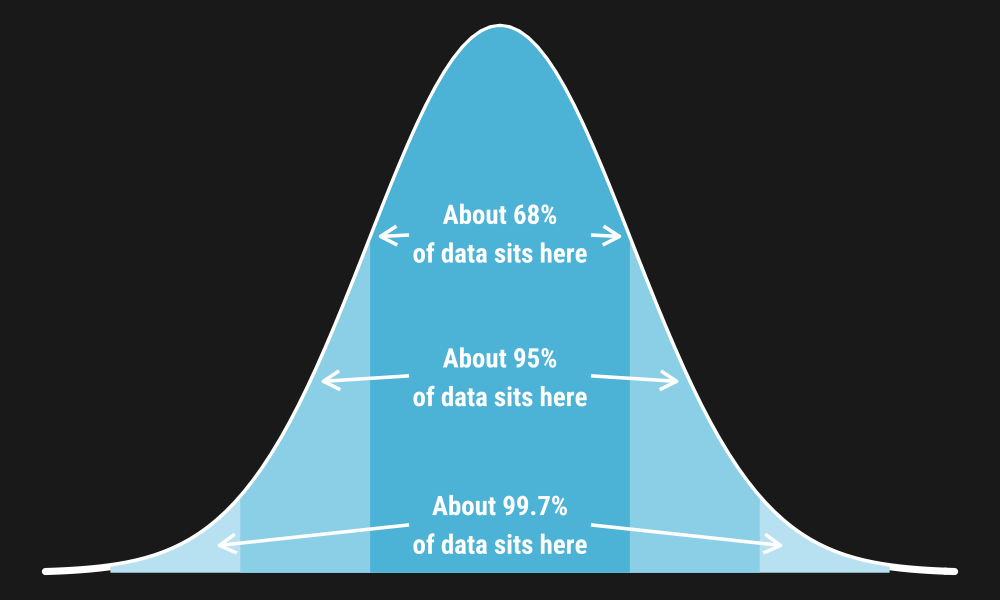 About 68%
of data sits here
About 95%
of data sits here
About 99.7%
of data sits here